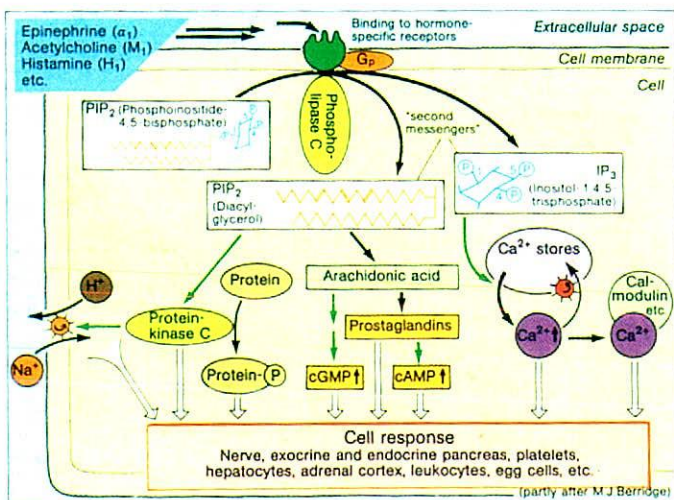 Epinephrine (α₁)
Acetylcholine (M₁)
Histamine (H₁)
etc.
Binding to hormone-
specific receptors
Extracellular space
Cell membrane
Cell
Gₚ
Phospho-
lipase C
PIP₂ (Phosphoinositide-
4,5-bisphosphate)
P
P
"second
messengers"
PIP₂
(Diacyl-
glycerol)
1
5
4
P
P
P
IP₃
(Inositol-1·4·5-
trisphosphate)
Ca²⁺ stores
H⁺
Na⁺
Protein
Protein-
kinase C
Protein-P
Arachidonic acid
Prostaglandins
cGMP↑
cAMP↑
Ca²⁺↑
Cal-
modulin
etc.
Ca²⁺
Cell response
Nerve, exocrine and endocrine pancreas, platelets,
hepatocytes, adrenal cortex, leukocytes, egg cells, etc.
(partly after M J Berridge)